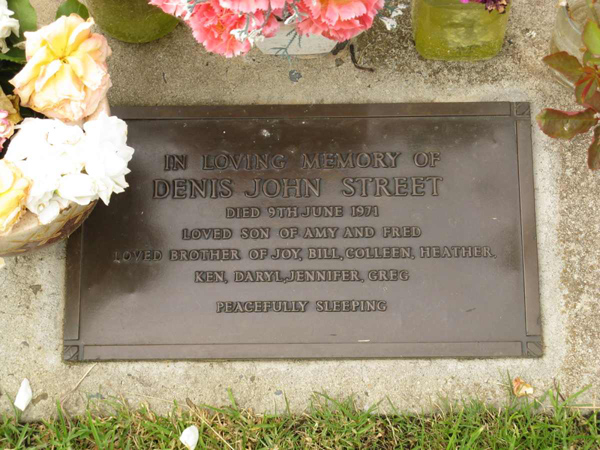 IN LOVING MEMORY OF
DENIS JOHN STREET
DIED 9TH JUNE 1971
LOVED SON OF AMY AND FRED
LOVED BROTHER OF JOY, BILL, COLLEEN, HEATHER,
KEN, DARYL, JENNIFER, GREG
PEACEFULLY SLEEPING